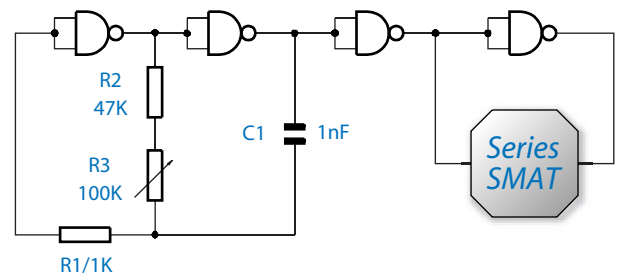 R2
47K
C1
1nF
R3
100K
R1/1K
Series
SMAT